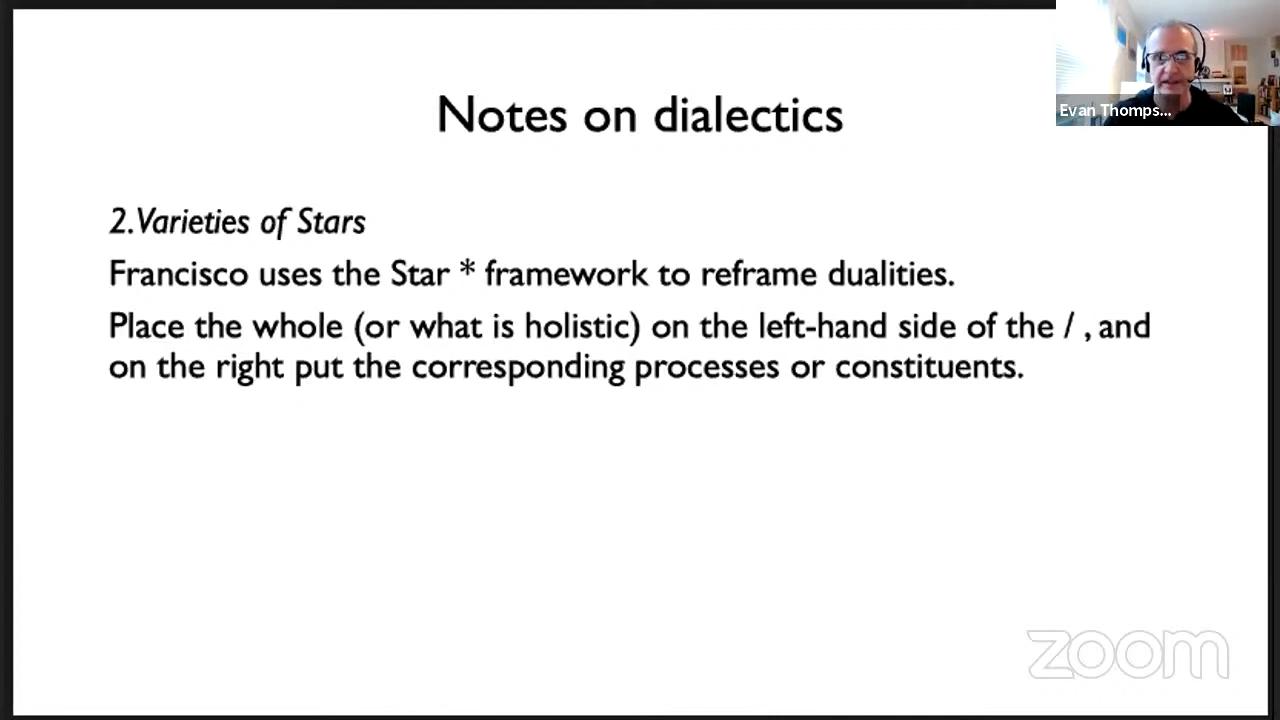 Notes on dialectics
Evan Thomps...
2. Varieties of Stars
Francisco uses the Star * framework to reframe dualities.
Place the whole (or what is holistic) on the left-hand side of the / , and
on the right put the corresponding processes or constituents.
zoom